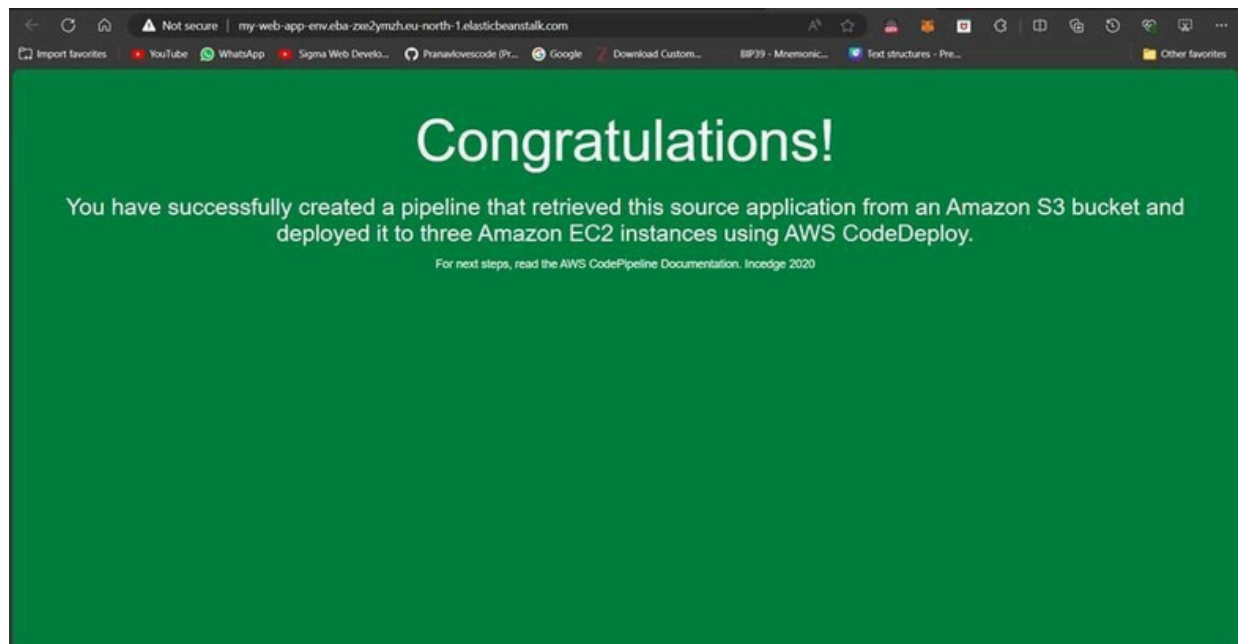 Not secure | my-web-app-env.eba-zxe2ymzh.eu-north-1.elasticbeanstalk.com
Import favorites YouTube WhatsApp Sigma Web Develo... Pranavlovescode (Pr... Google Download Custom... BIP39 - Mnemonic... Text structures - Pre... Other favorites
Congratulations!
You have successfully created a pipeline that retrieved this source application from an Amazon S3 bucket and
deployed it to three Amazon EC2 instances using AWS CodeDeploy.
For next steps, read the AWS CodePipeline Documentation. Incedge 2020